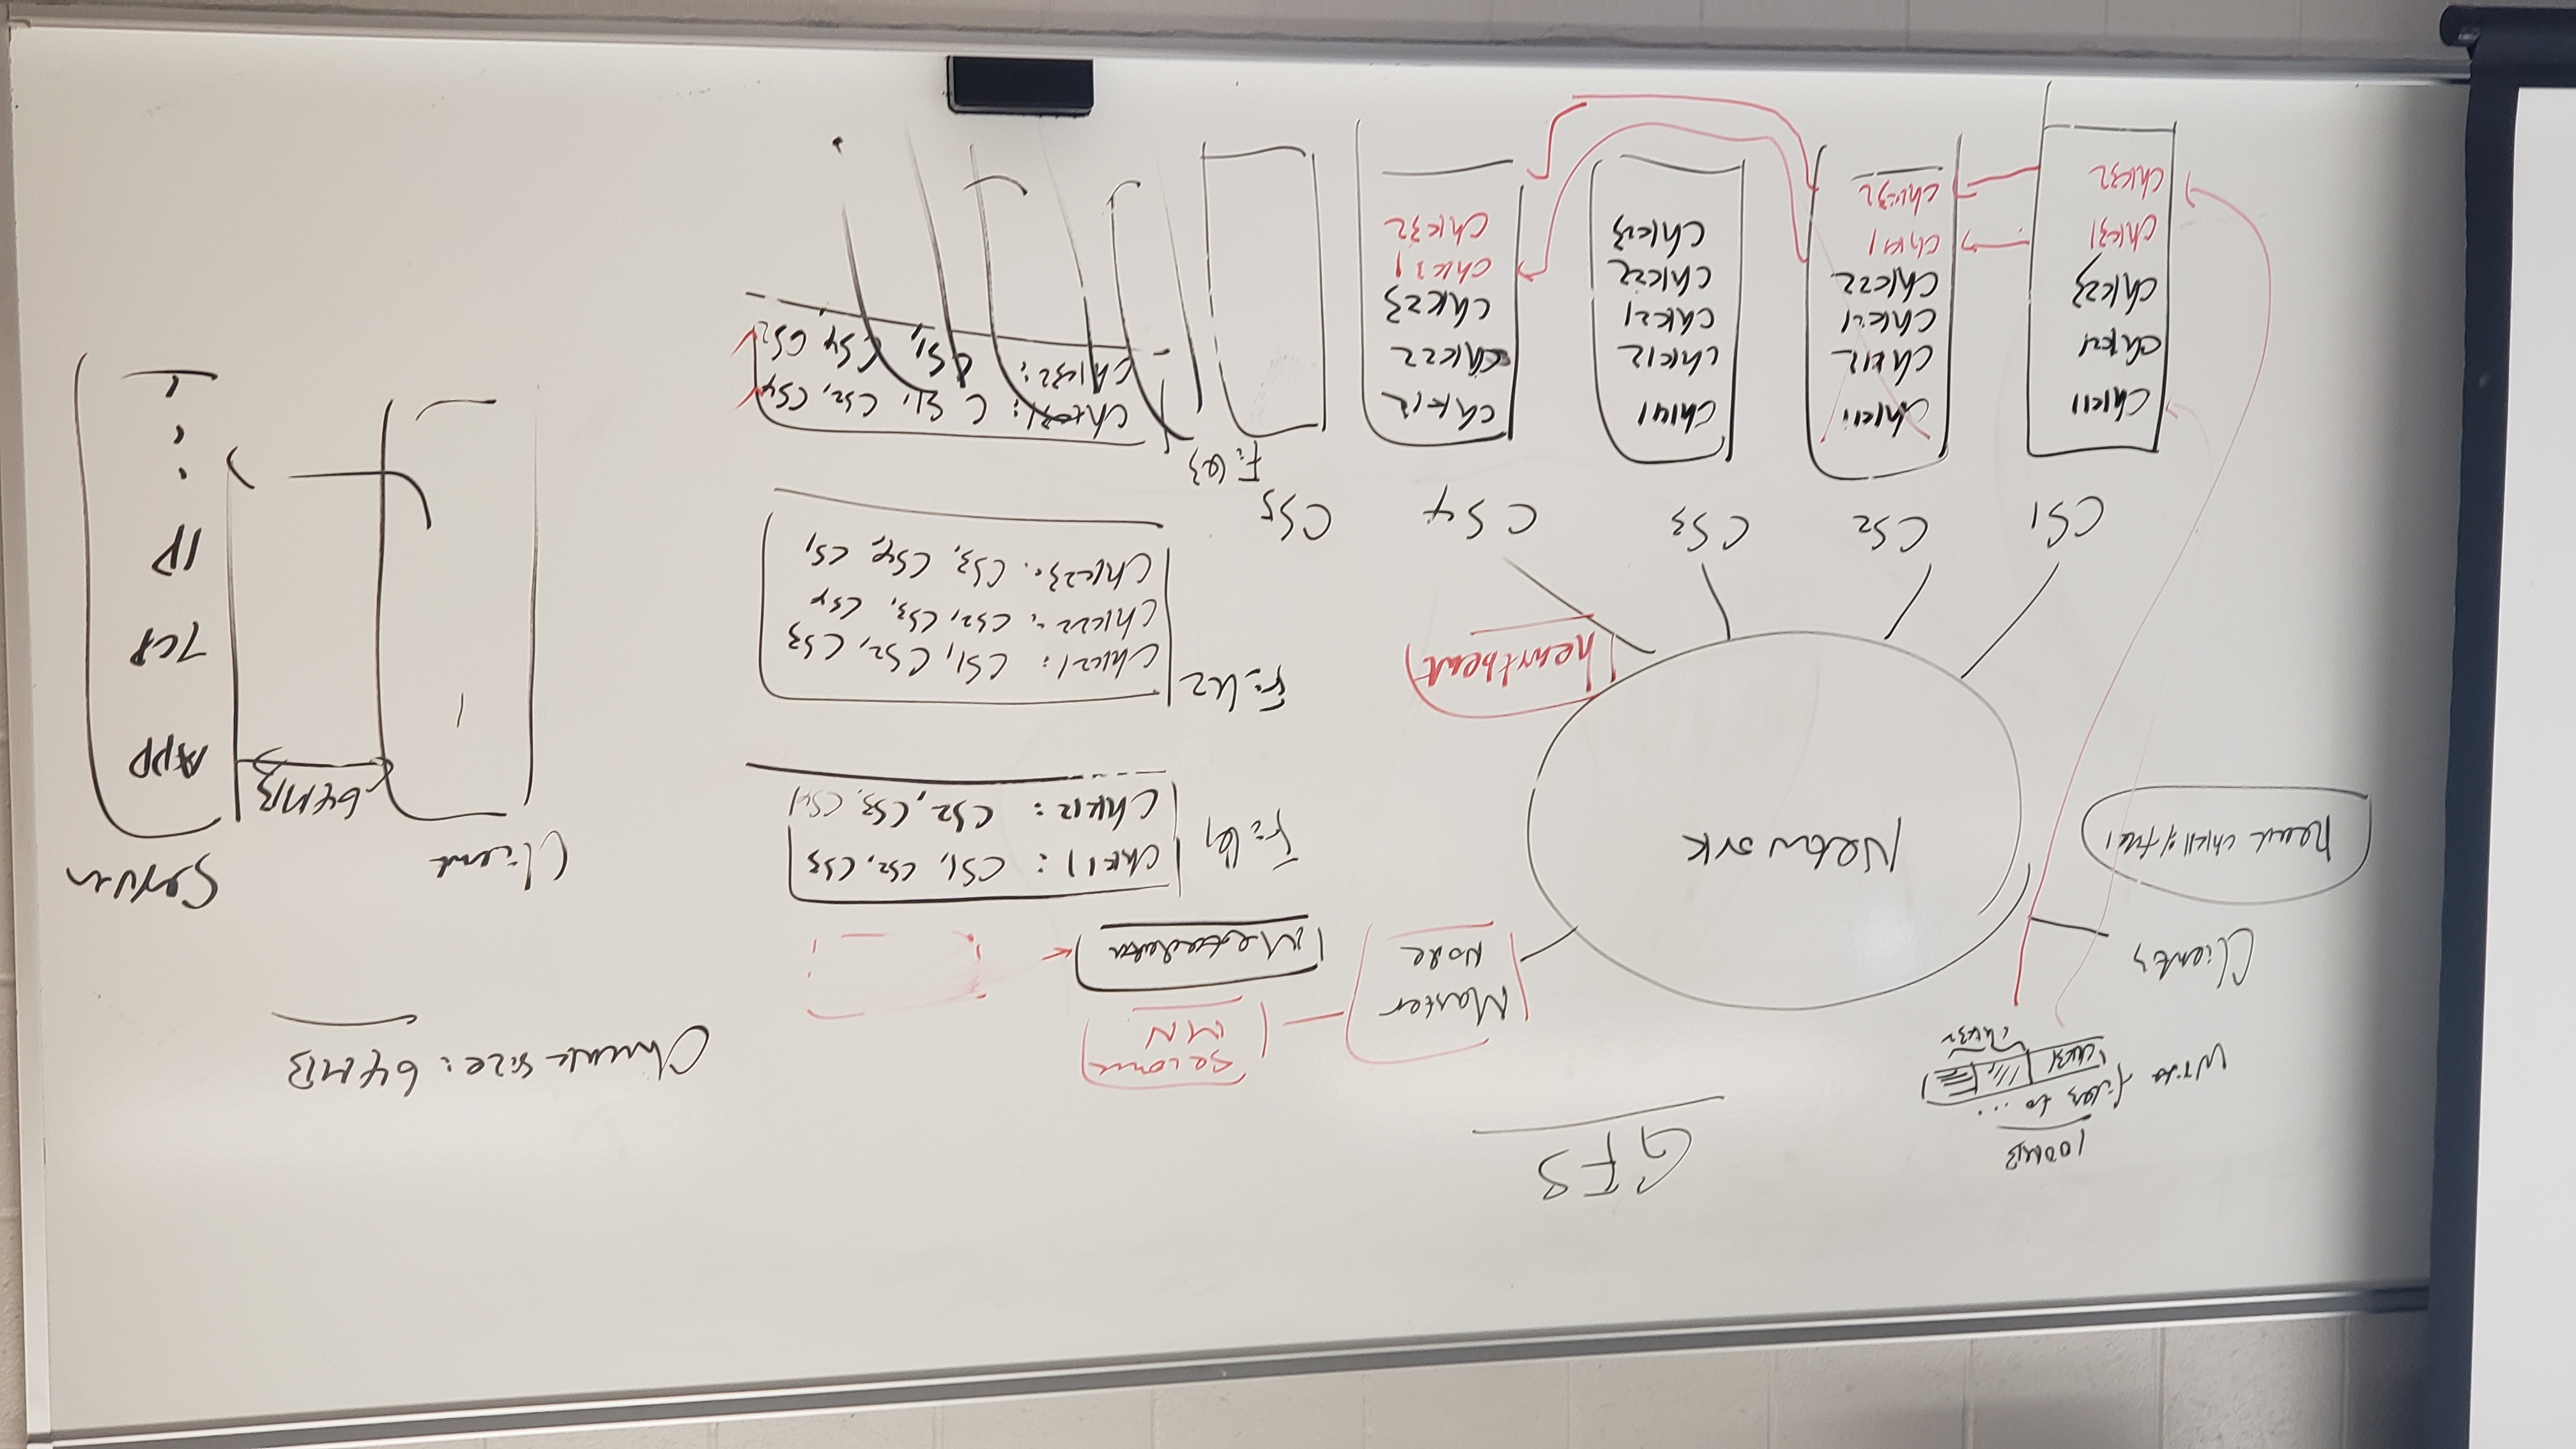 GFS
100MB
Write files to ...
chk31
chk32
Clients
Read chk11 of file1
Network
Master
Node
Second
MN
Metadata
File1
chk11: CS1, CS2, CS3
chk12: CS2, CS3, CS4
heartbeat
File2
chk21: CS1, CS2, CS3
chk22: CS2, CS3, CS4
chk23: CS3, CS4, CS1
File3
chk31: CS1, CS2, CS4
chk32: CS1, CS4, CS2
CS1
chk11
chk21
chk23
chk31
chk32
CS2
chk11
chk12
chk21
chk22
chk31
chk32
CS3
chk11
chk12
chk21
chk22
chk23
CS4
chk12
chk22
chk23
chk31
chk32
CS5
Chunk size: 64MB
Client
64MB
Server
APP
TCP
IP